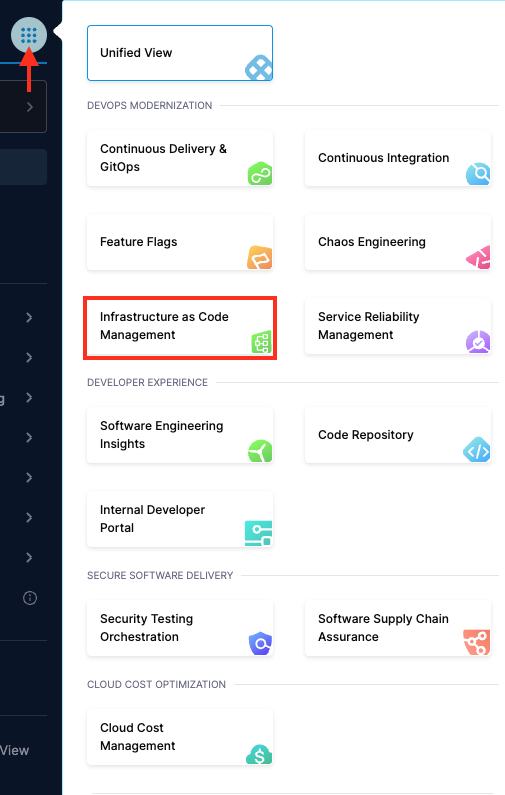 Unified View
DEVOPS MODERNIZATION
Continuous Delivery &
GitOps
Continuous Integration
Feature Flags
Chaos Engineering
Infrastructure as Code
Management
Service Reliability
Management
DEVELOPER EXPERIENCE
Software Engineering
Insights
Code Repository
g
Internal Developer
Portal
SECURE SOFTWARE DELIVERY
Security Testing
Orchestration
Software Supply Chain
Assurance
CLOUD COST OPTIMIZATION
Cloud Cost
Management
View